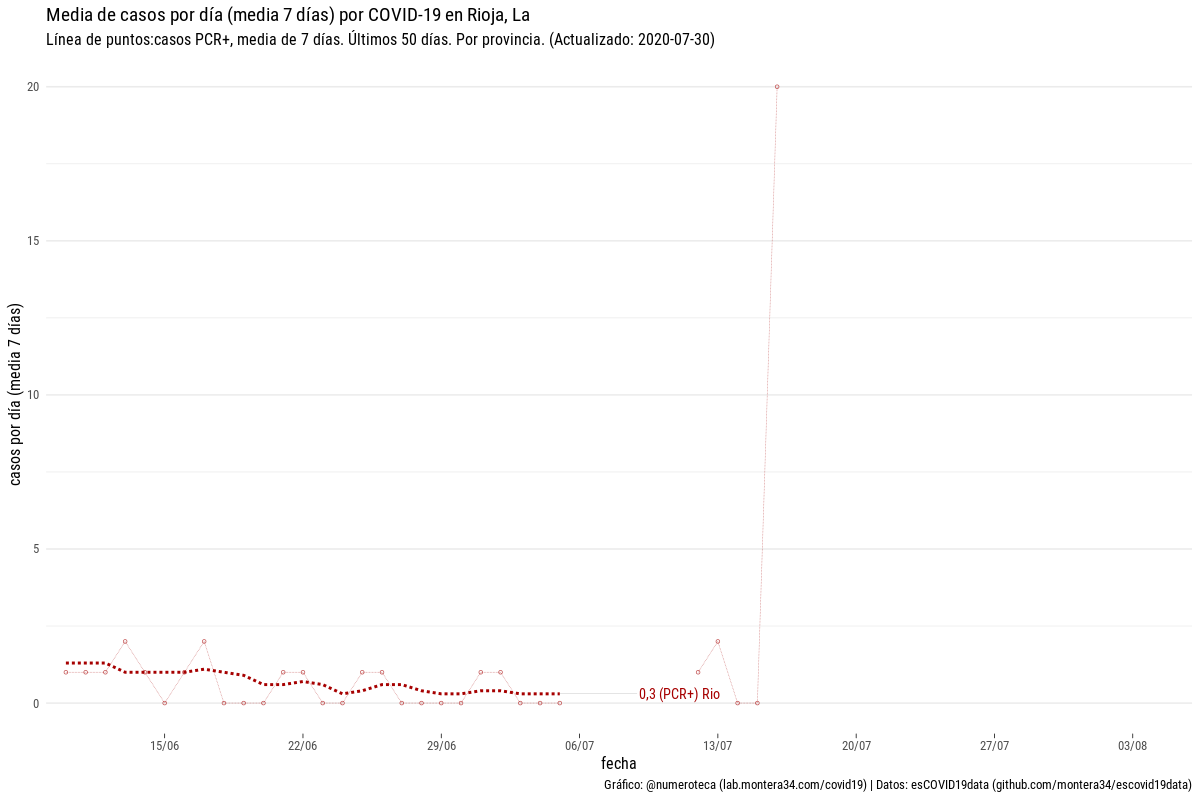 Media de casos por día (media 7 días) por COVID-19 en Rioja, La
Línea de puntos:casos PCR+, media de 7 días. Últimos 50 días. Por provincia. (Actualizado: 2020-07-30)
casos por día (media 7 días)
20
15
10
5
0
0,3 (PCR+) Rio
15/06 22/06 29/06 06/07 13/07 20/07 27/07 03/08
fecha
Gráfico: @numeroteca (lab.montera34.com/covid19) | Datos: esCOVID19data (github.com/montera34/escovid19data)